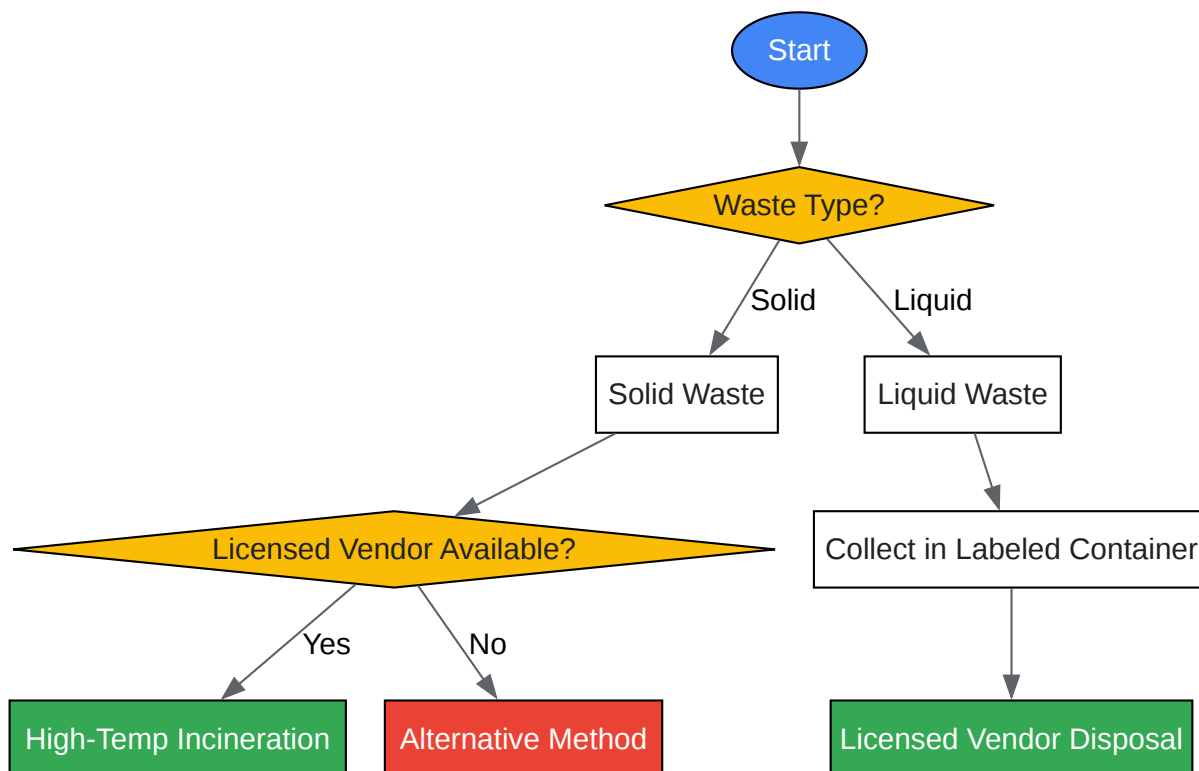 Start
Waste Type?
Solid
Liquid
Solid Waste
Liquid Waste
Licensed Vendor Available?
Collect in Labeled Container
Yes
No
High-Temp Incineration
Alternative Method
Licensed Vendor Disposal